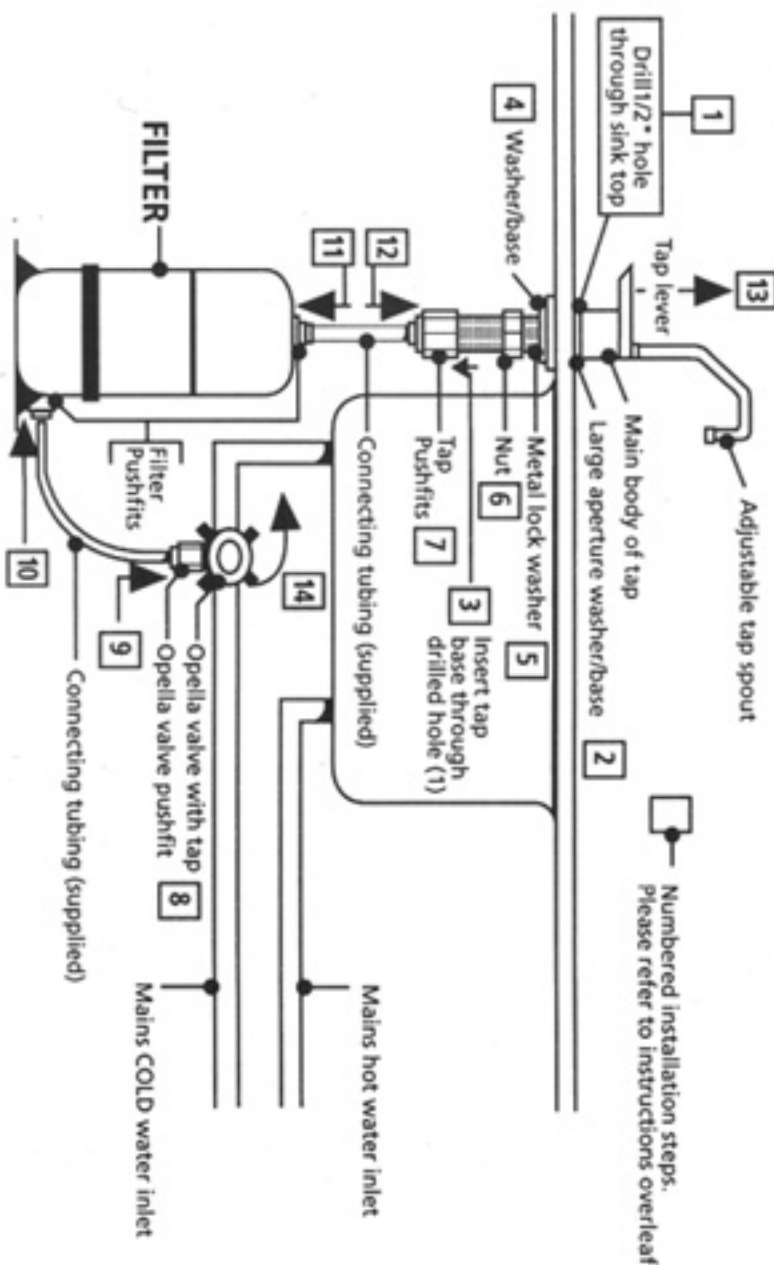 1
Drill1/2" hole
through sink top
13
Tap lever
Adjustable tap spout
Main body of tap
Large aperture washer/base
2
Numbered installation steps.
Please refer to instructions overleaf
4
Washer/base
Metal lock washer
5
Nut
6
Tap
Pushfits
7
3
Insert tap
base through
drilled hole (1)
12
11
Connecting tubing (supplied)
FILTER
Filter
Pushfits
14
Opella valve with tap
8
Opella valve pushfit
9
10
Connecting tubing (supplied)
Mains hot water inlet
Mains COLD water inlet